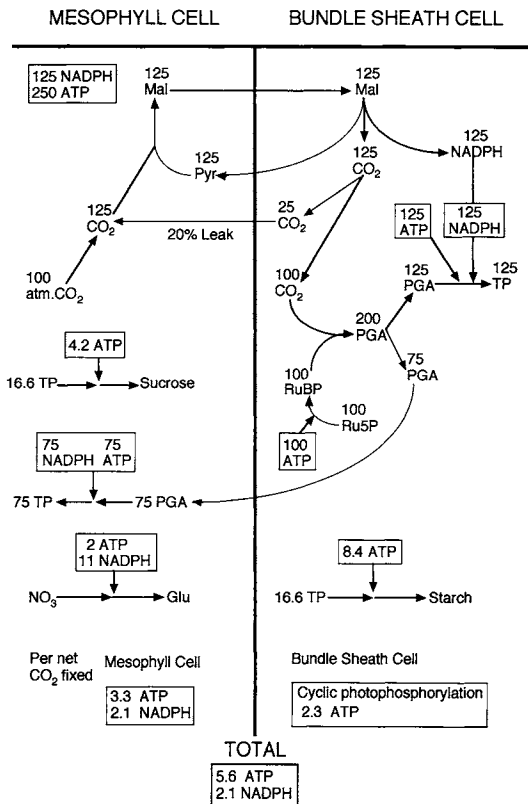 MESOPHYLL CELL
BUNDLE SHEATH CELL
125 NADPH
250 ATP
125
Mal
125
Mal
125
Pyr
125
CO2
125
NADPH
125
CO2
25
CO2
20% Leak
125
ATP
125
NADPH
100
atm.CO2
100
CO2
125
PGA
125
TP
200
PGA
75
PGA
4.2 ATP
16.6 TP
Sucrose
100
RuBP
100
Ru5P
100
ATP
75
NADPH
75
ATP
75 TP
75 PGA
2 ATP
11 NADPH
NO3
Glu
8.4 ATP
16.6 TP
Starch
Per net
CO2 fixed
Mesophyll Cell
3.3 ATP
2.1 NADPH
Bundle Sheath Cell
Cyclic photophosphorylation
2.3 ATP
TOTAL
5.6 ATP
2.1 NADPH